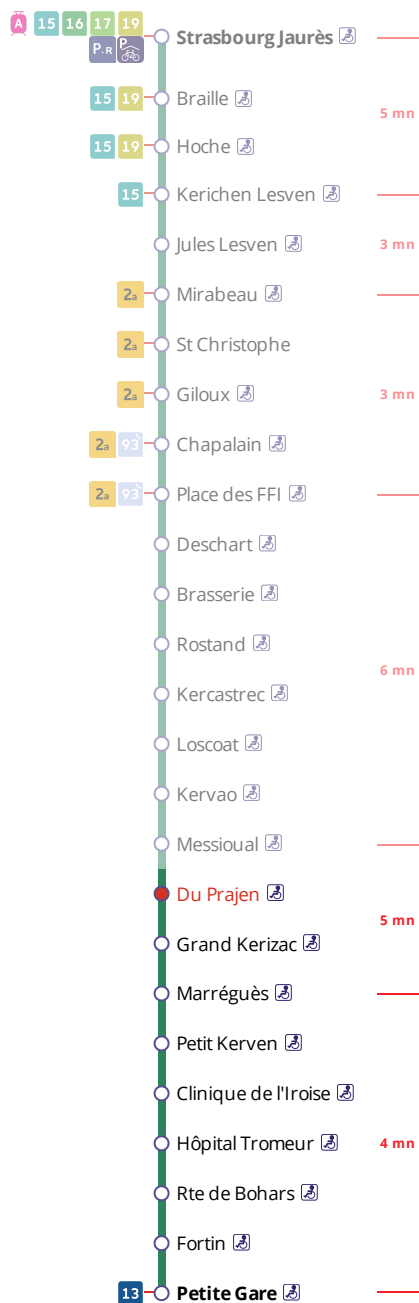 A 15 16 17 19
P+R P
Strasbourg Jaurès
15 19 Braille
5 mn
15 19 Hoche
15 Kerichen Lesven
Jules Lesven
3 mn
2a Mirabeau
2a St Christophe
2a Giloux
3 mn
2a 93 Chapalain
2a 93 Place des FFI
Deschart
Brasserie
Rostand
6 mn
Kercastrec
Loscoat
Kervao
Messioual
Du Prajen
5 mn
Grand Kerizac
Marréguès
Petit Kerven
Clinique de l'Iroise
Hôpital Tromeur
4 mn
Rte de Bohars
Fortin
13 Petite Gare